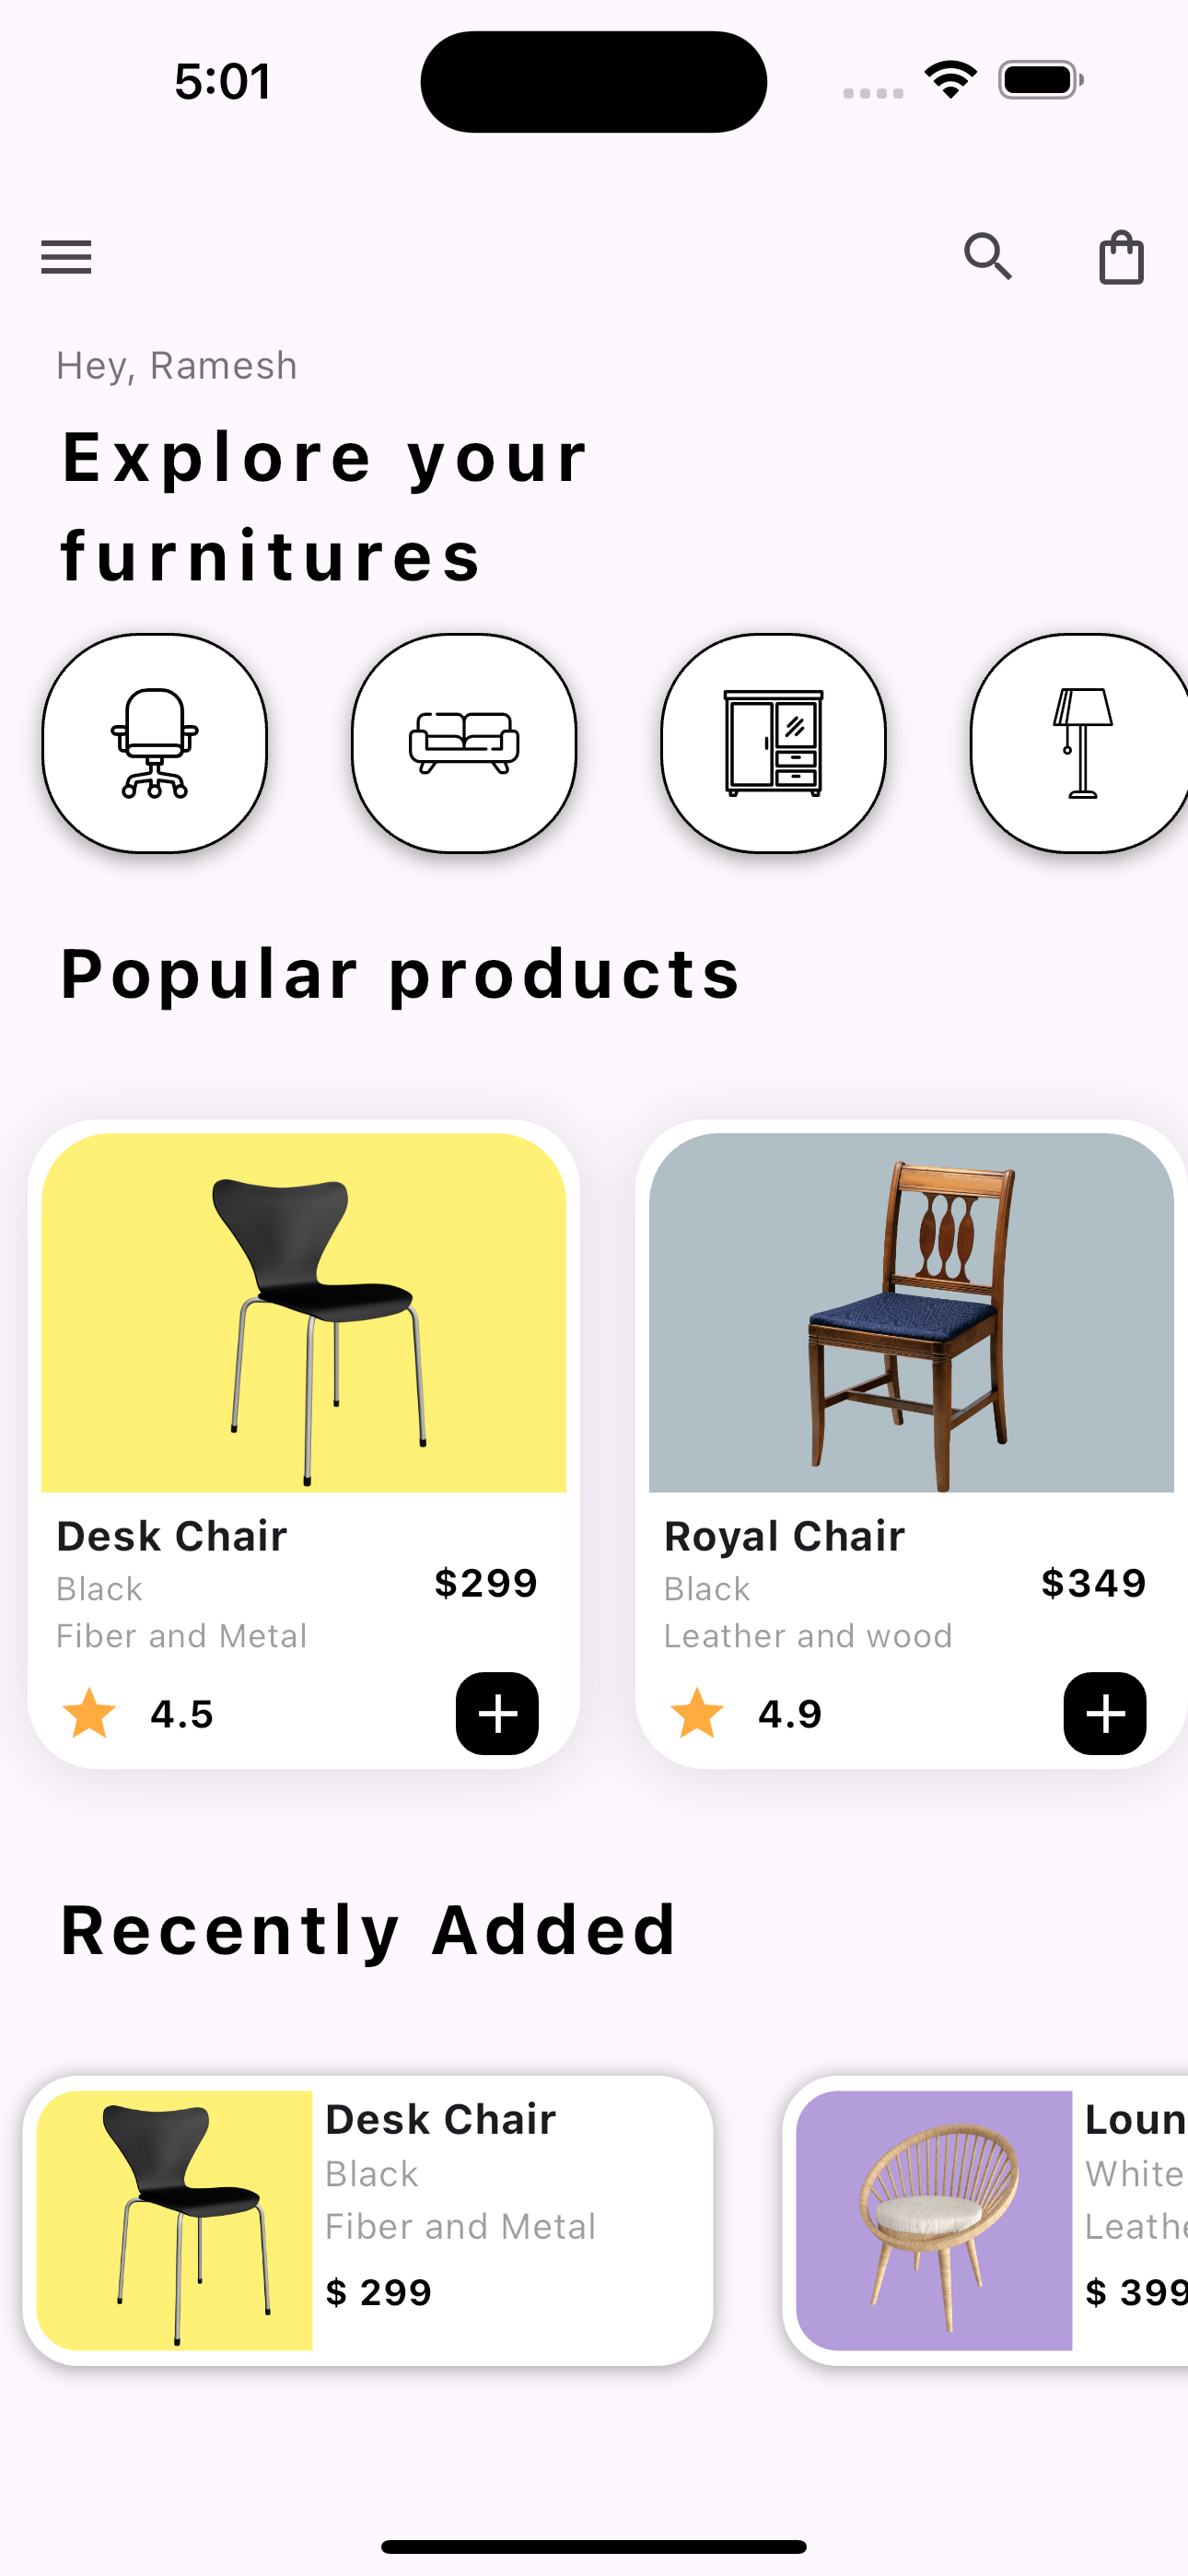 5:01
Hey, Ramesh
Explore your
furnitures
Popular products
Desk Chair
Black
$299
Fiber and Metal
4.5
Royal Chair
Black
$349
Leather and wood
4.9
Recently Added
Desk Chair
Black
Fiber and Metal
$ 299
Loun
White
Leathe
$ 399